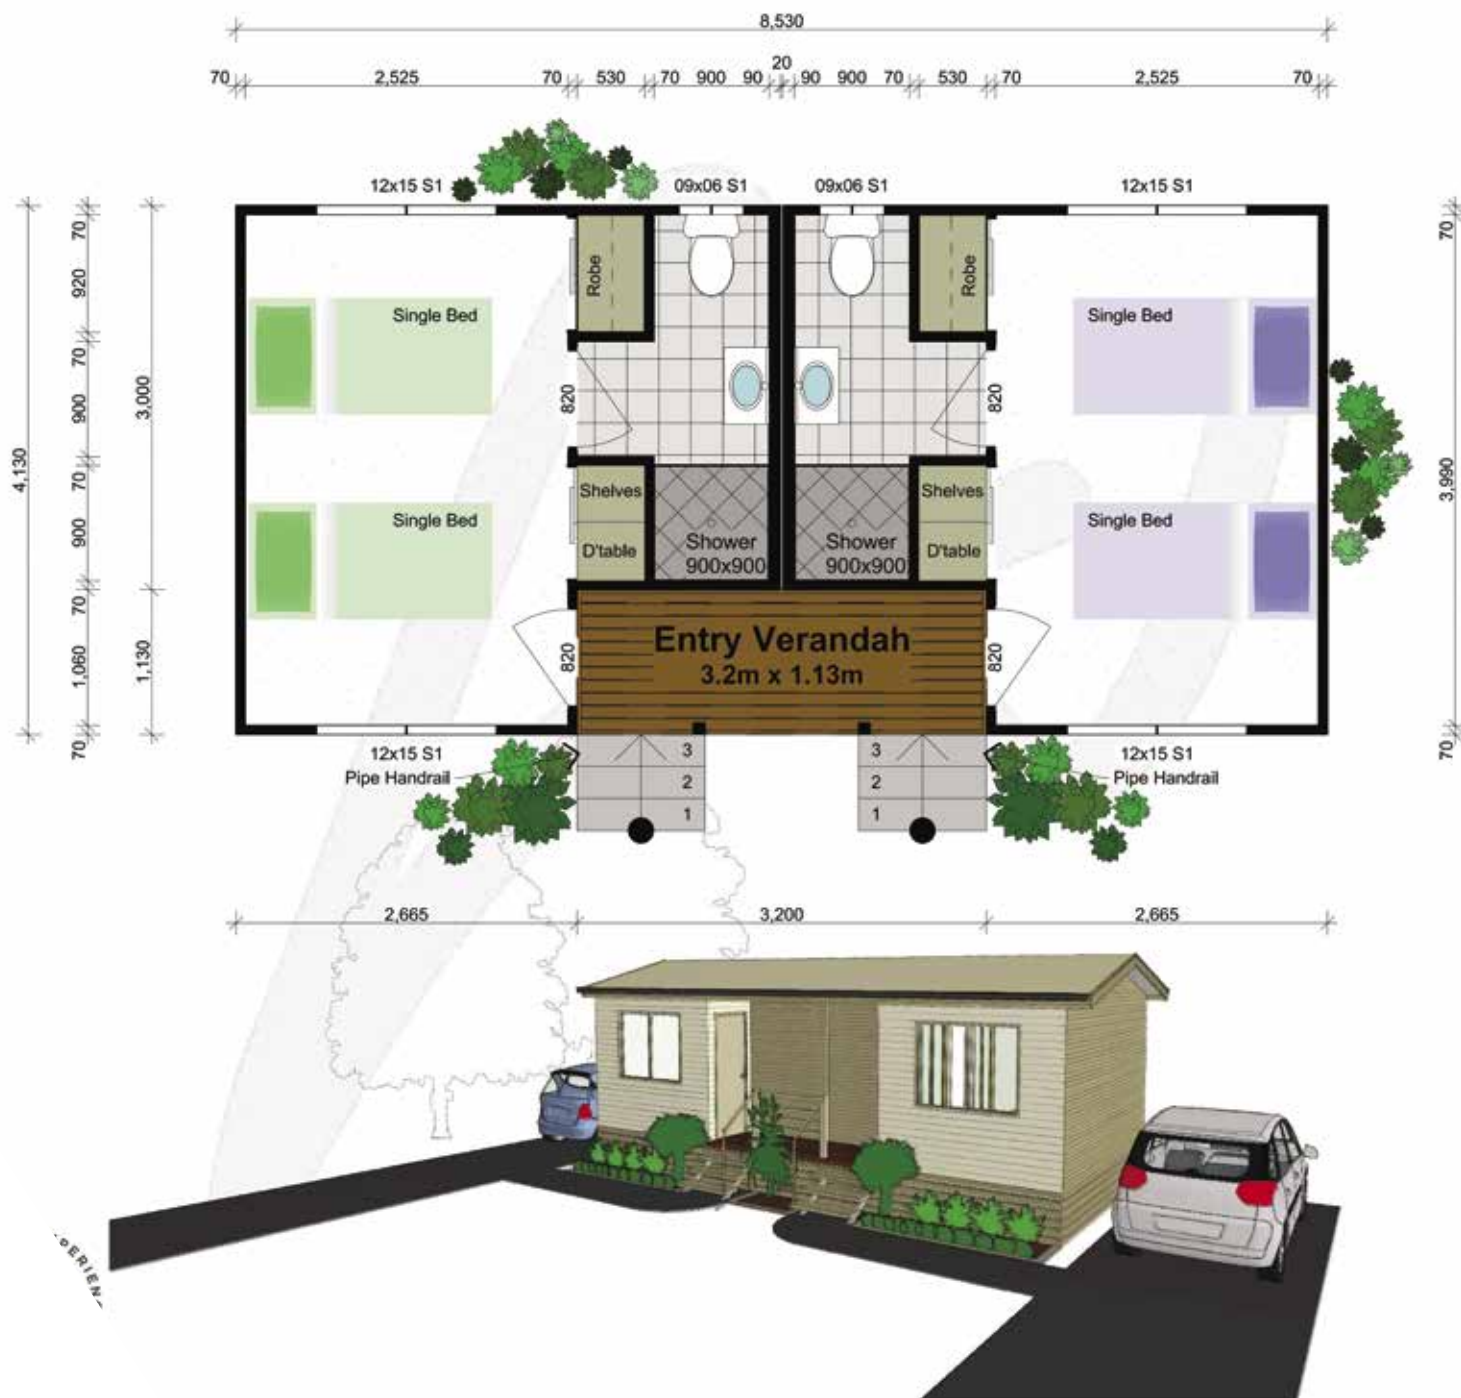 8,530
20
70 2,525 70 530 70 900 90 90 900 70 530 70 2,525 70
12x15 S1 09x06 S1 09x06 S1 12x15 S1
70 920 70 900 70 900 70 1,060 70
4,130
3,000
1,130
70 3,990 70
Robe Robe
Single Bed Single Bed
820 820
Single Bed Shelves Shelves Single Bed
D'table Shower D'table Shower
900x900 900x900
820 Entry Verandah 820
3.2m x 1.13m
12x15 S1 3 3 12x15 S1
Pipe Handrail 2 2 Pipe Handrail
1 1
2,665 3,200 2,665